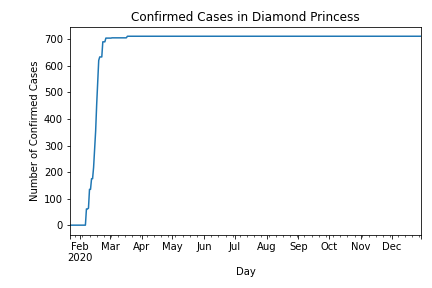 Confirmed Cases in Diamond Princess
700
600
500
400
300
200
100
0
Number of Confirmed Cases
Feb Mar Apr May Jun Jul Aug Sep Oct Nov Dec
2020
Day